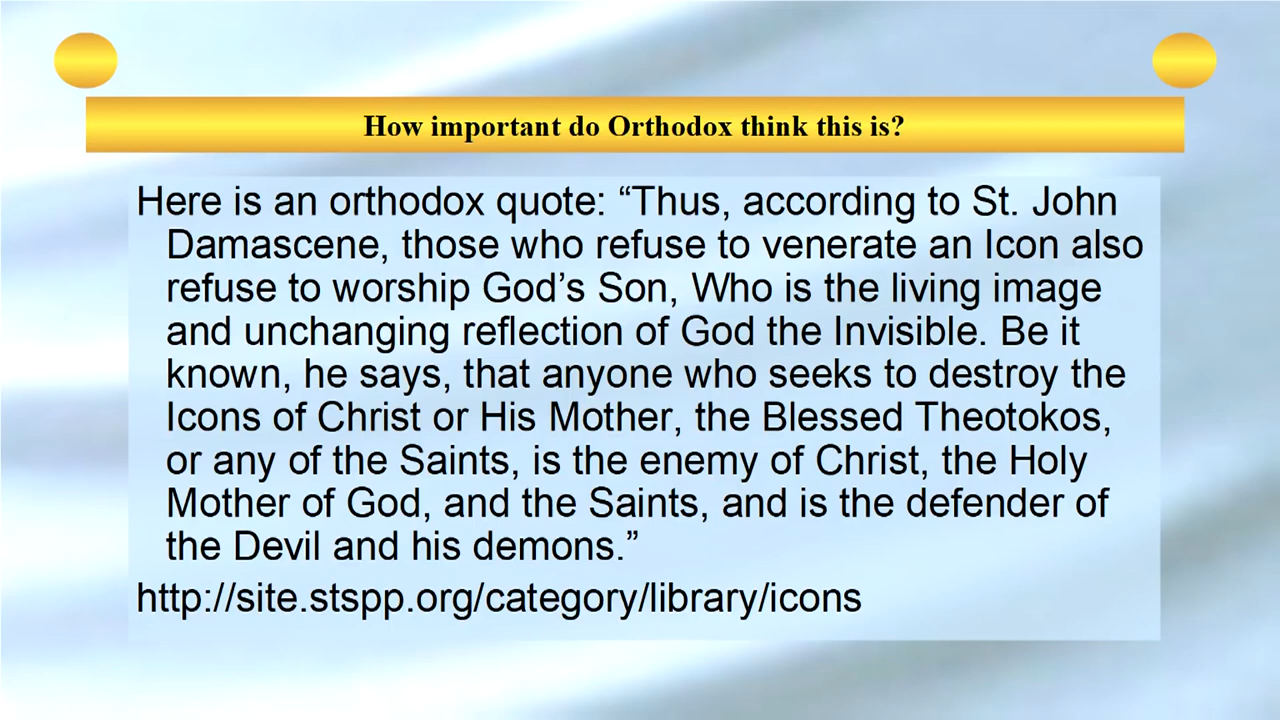 How important do Orthodox think this is?
Here is an orthodox quote: “Thus, according to St. John
Damascene, those who refuse to venerate an Icon also
refuse to worship God’s Son, Who is the living image
and unchanging reflection of God the Invisible. Be it
known, he says, that anyone who seeks to destroy the
Icons of Christ or His Mother, the Blessed Theotokos,
or any of the Saints, is the enemy of Christ, the Holy
Mother of God, and the Saints, and is the defender of
the Devil and his demons.”
http://site.stspp.org/category/library/icons